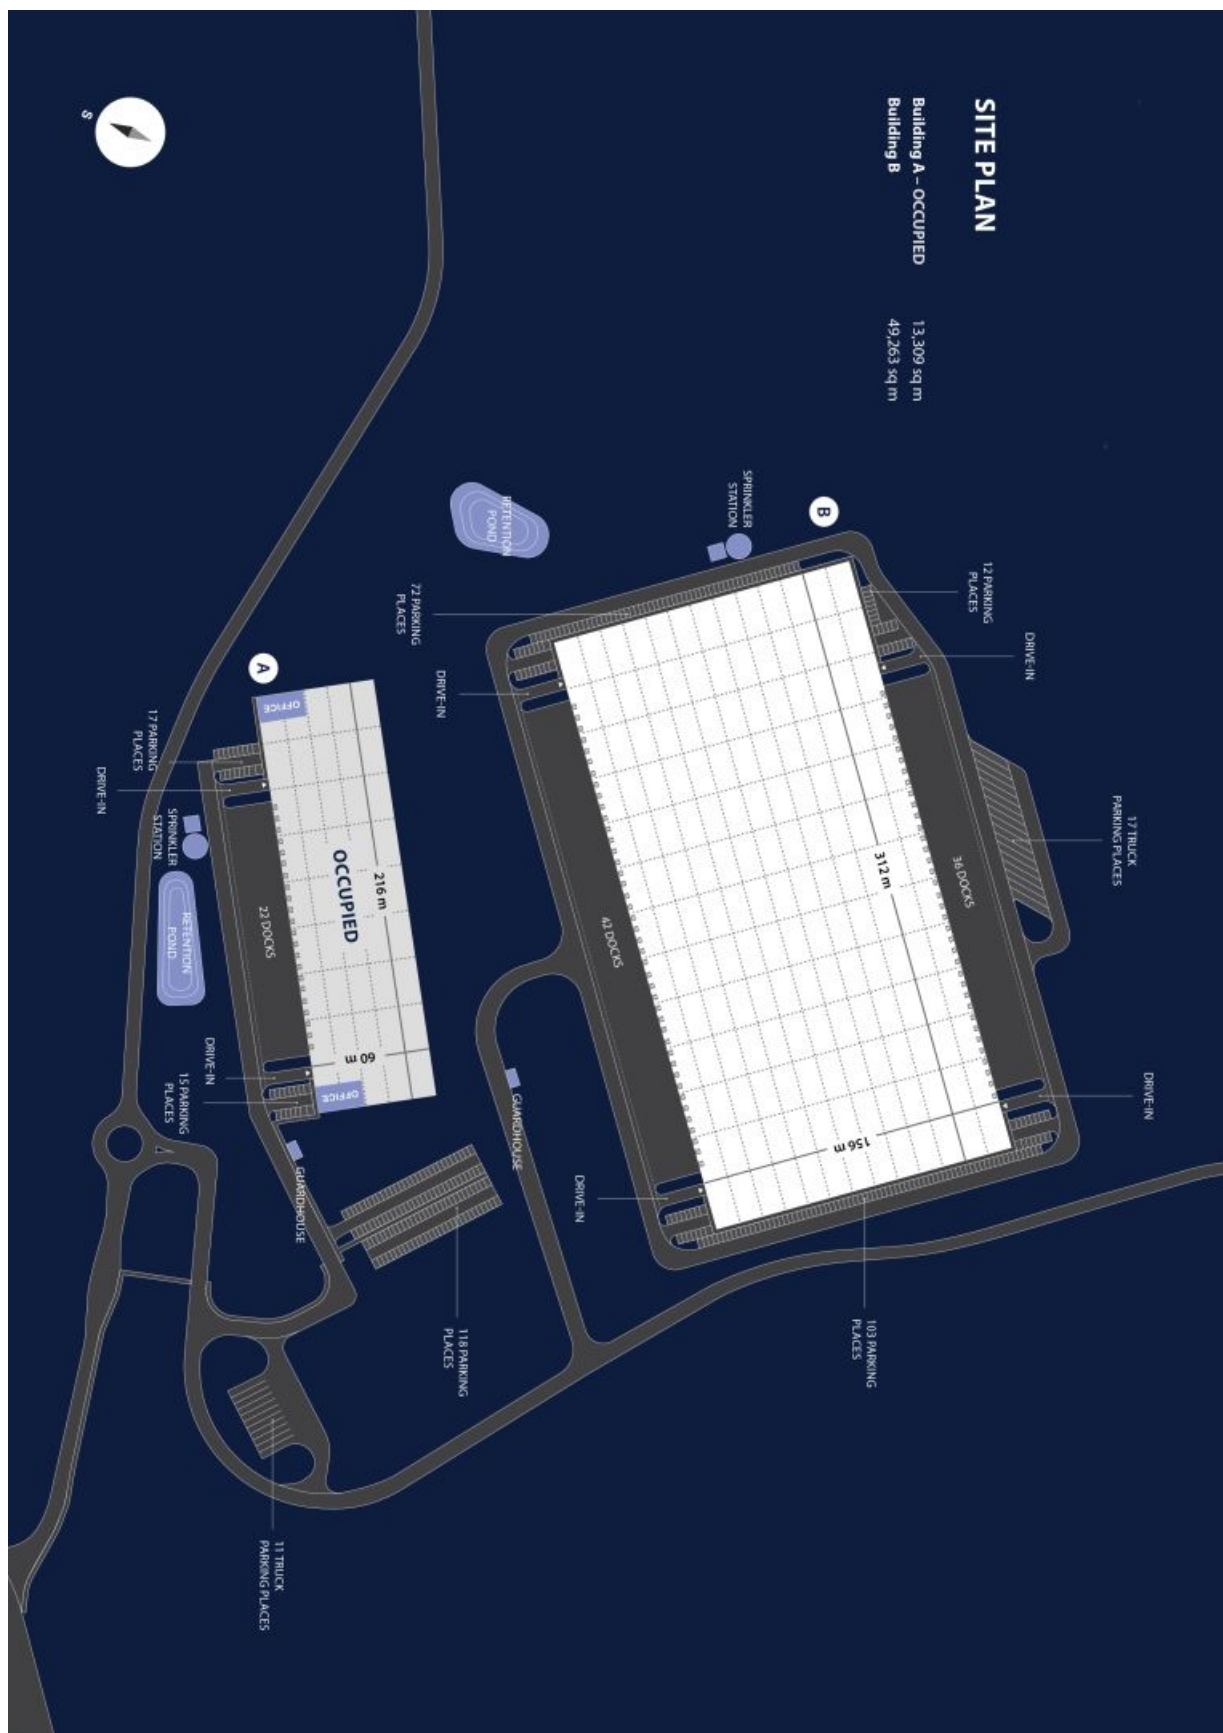 SITE PLAN
Building A – OCCUPIED 13,309 sq m
Building B 49,263 sq m
S
17 TRUCK
PARKING PLACES
DRIVE-IN
DRIVE-IN
12 PARKING
PLACES
36 DOCKS
B
312 m
156 m
103 PARKING
PLACES
SPRINKLER
STATION
42 DOCKS
DRIVE-IN
DRIVE-IN
72 PARKING
PLACES
RETENTION
POND
GUARDHOUSE
118 PARKING
PLACES
A
OFFICE
216 m
OCCUPIED
60 m
OFFICE
22 DOCKS
GUARDHOUSE
17 PARKING
PLACES
DRIVE-IN
SPRINKLER
STATION
RETENTION
POND
DRIVE-IN
15 PARKING
PLACES
11 TRUCK
PARKING PLACES